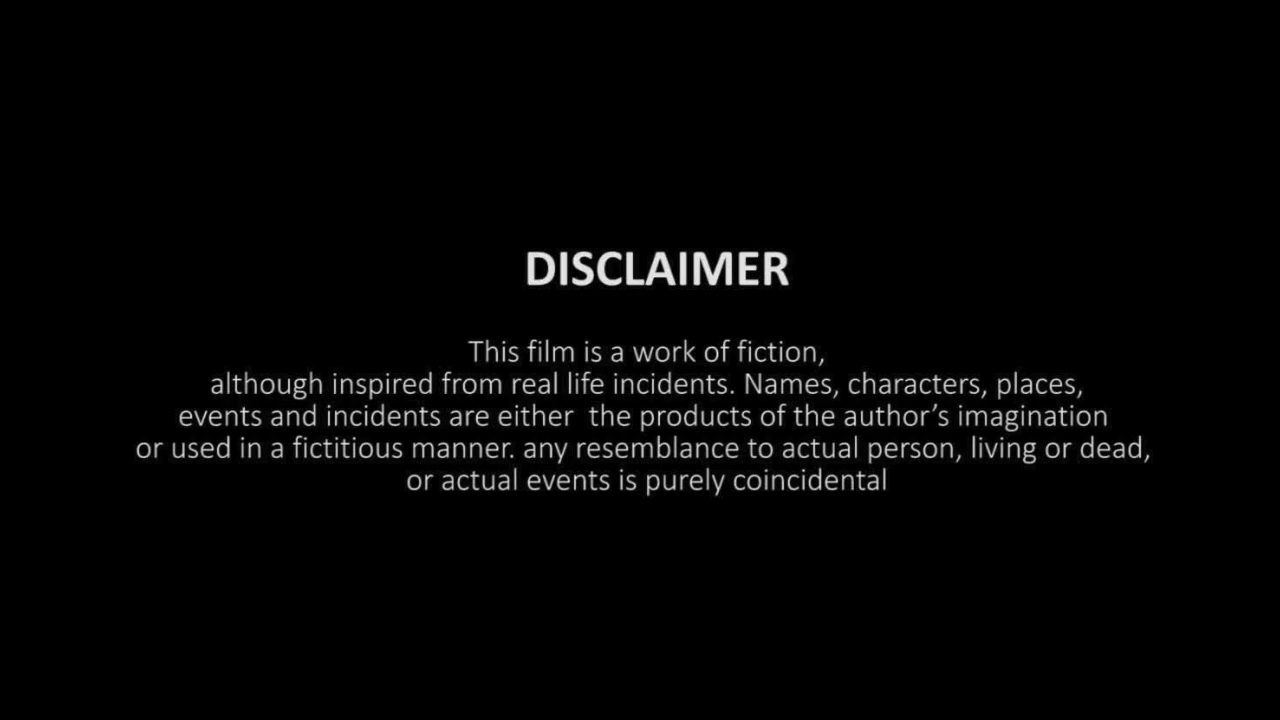 DISCLAIMER
This film is a work of fiction,
although inspired from real life incidents. Names, characters, places,
events and incidents are either  the products of the author’s imagination
or used in a fictitious manner. any resemblance to actual person, living or dead,
or actual events is purely coincidental